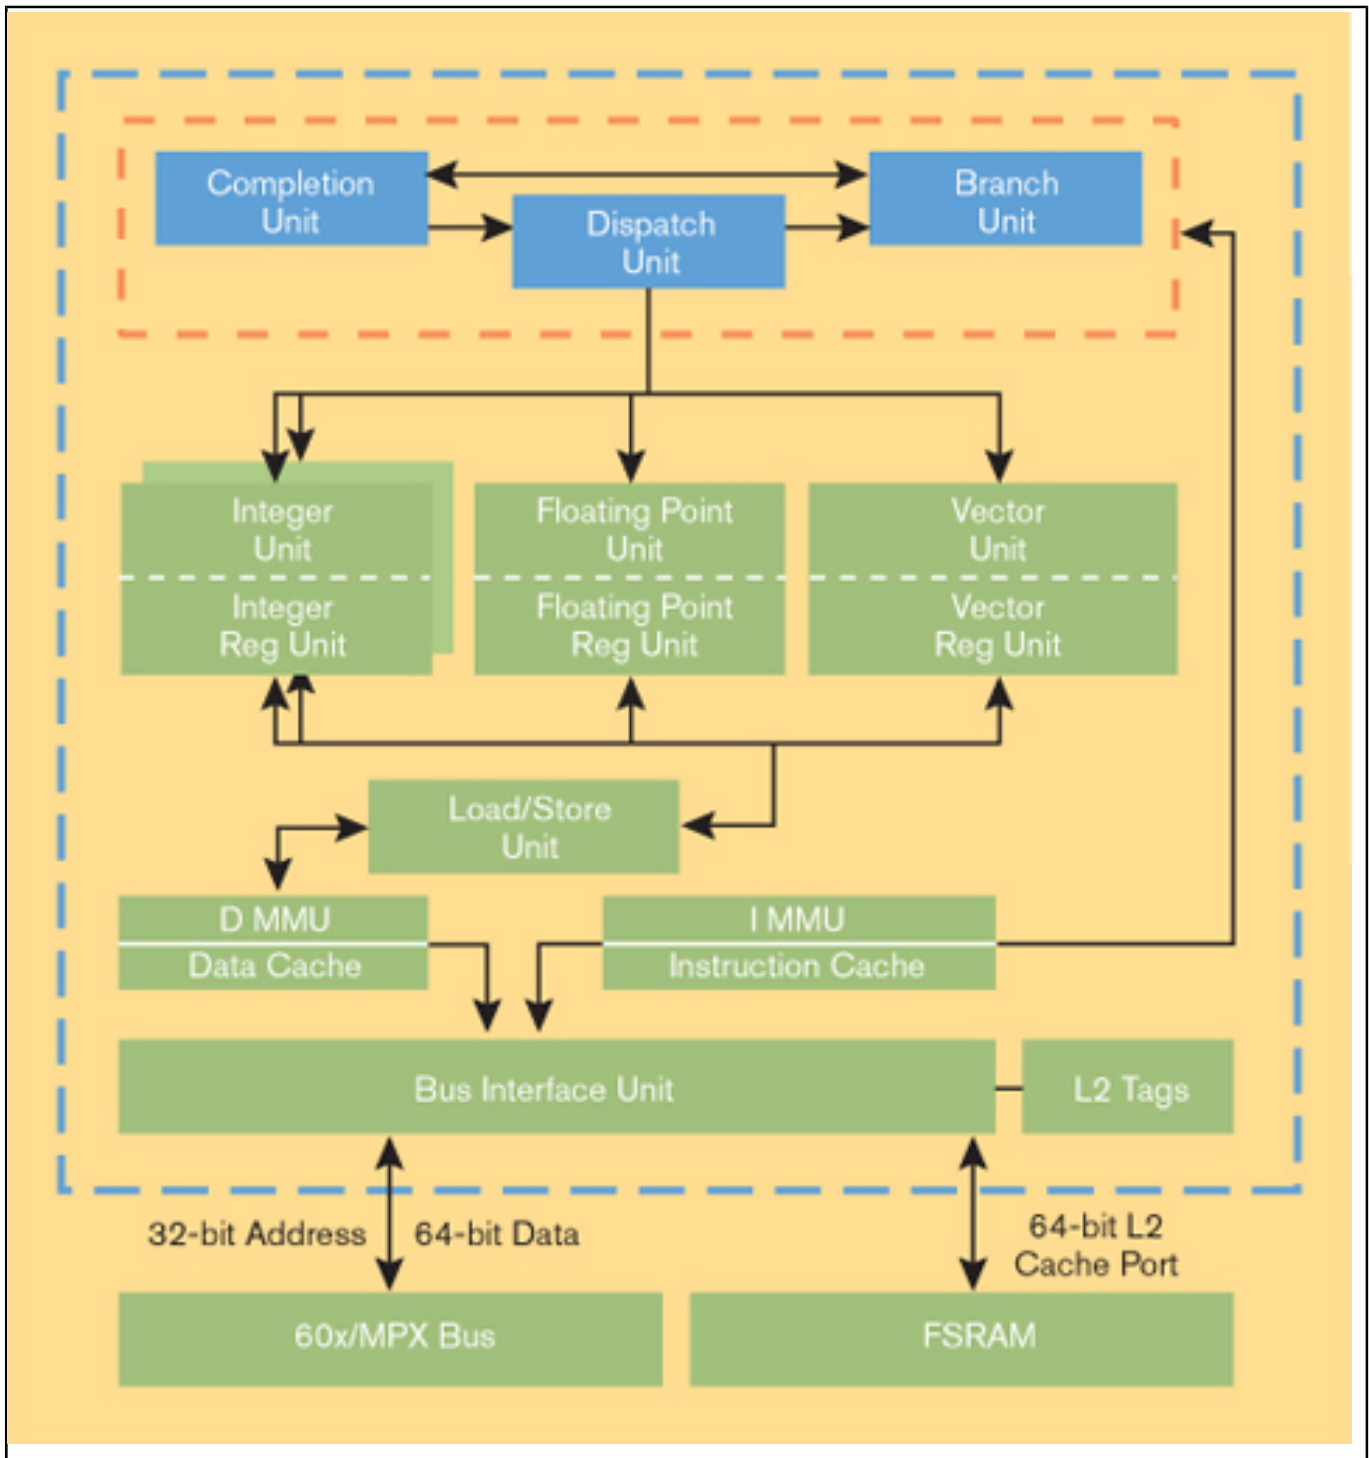 Completion
Unit
Dispatch
Unit
Branch
Unit
Integer
Unit
Integer
Reg Unit
Floating Point
Unit
Floating Point
Reg Unit
Vector
Unit
Vector
Reg Unit
Load/Store
Unit
D MMU
Data Cache
I MMU
Instruction Cache
Bus Interface Unit
L2 Tags
32-bit Address
64-bit Data
64-bit L2
Cache Port
60x/MPX Bus
FSRAM